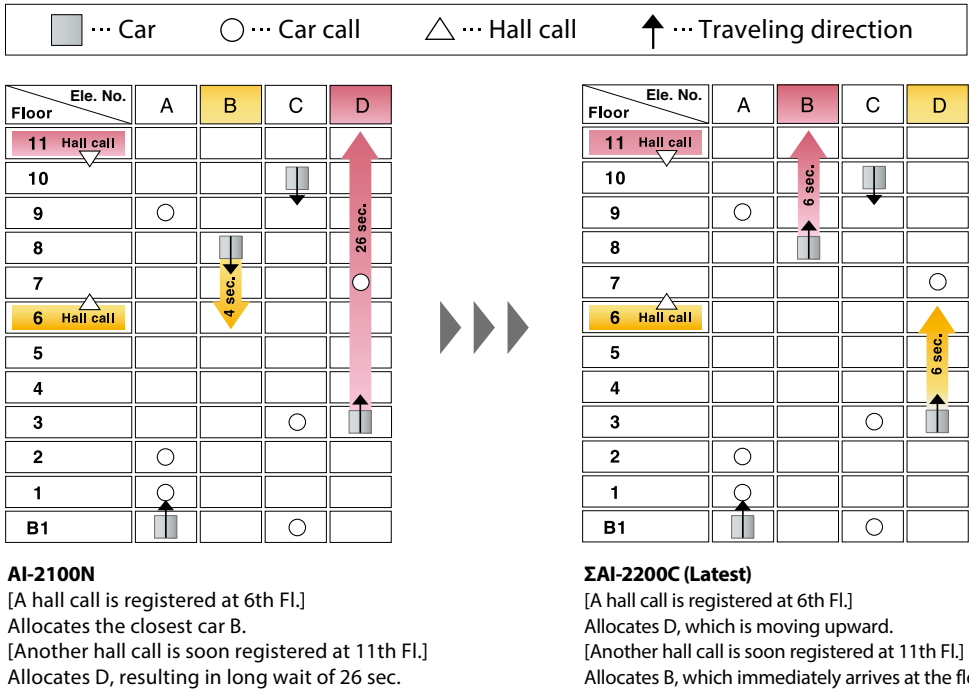 ... Car ... Car call ... Hall call ... Traveling direction
Ele. No. A B C D
Floor
11 Hall call
10
9
8
7
6 Hall call
5
4
3
2
1
B1
4 sec.
26 sec.
AI-2100N
[A hall call is registered at 6th Fl.]
Allocates the closest car B.
[Another hall call is soon registered at 11th Fl.]
Allocates D, resulting in long wait of 26 sec.
Ele. No. A B C D
Floor
11 Hall call
10
9
8
7
6 Hall call
5
4
3
2
1
B1
6 sec.
6 sec.
ΣAI-2200C (Latest)
[A hall call is registered at 6th Fl.]
Allocates D, which is moving upward.
[Another hall call is soon registered at 11th Fl.]
Allocates B, which immediately arrives at the